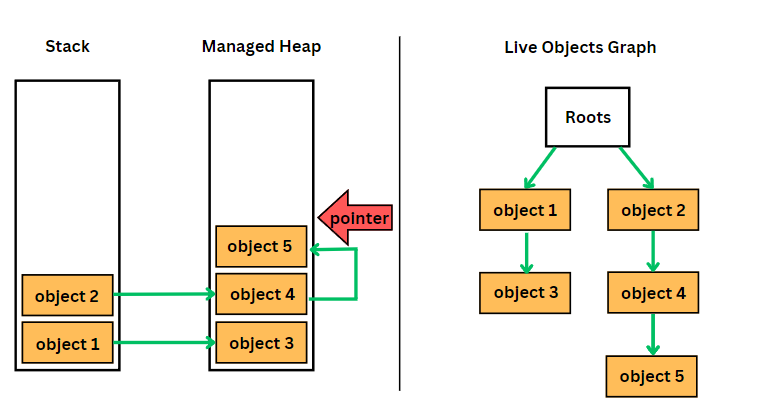 Stack
Managed Heap
pointer
object 5
object 2
object 4
object 1
object 3
Live Objects Graph
Roots
object 1
object 2
object 3
object 4
object 5